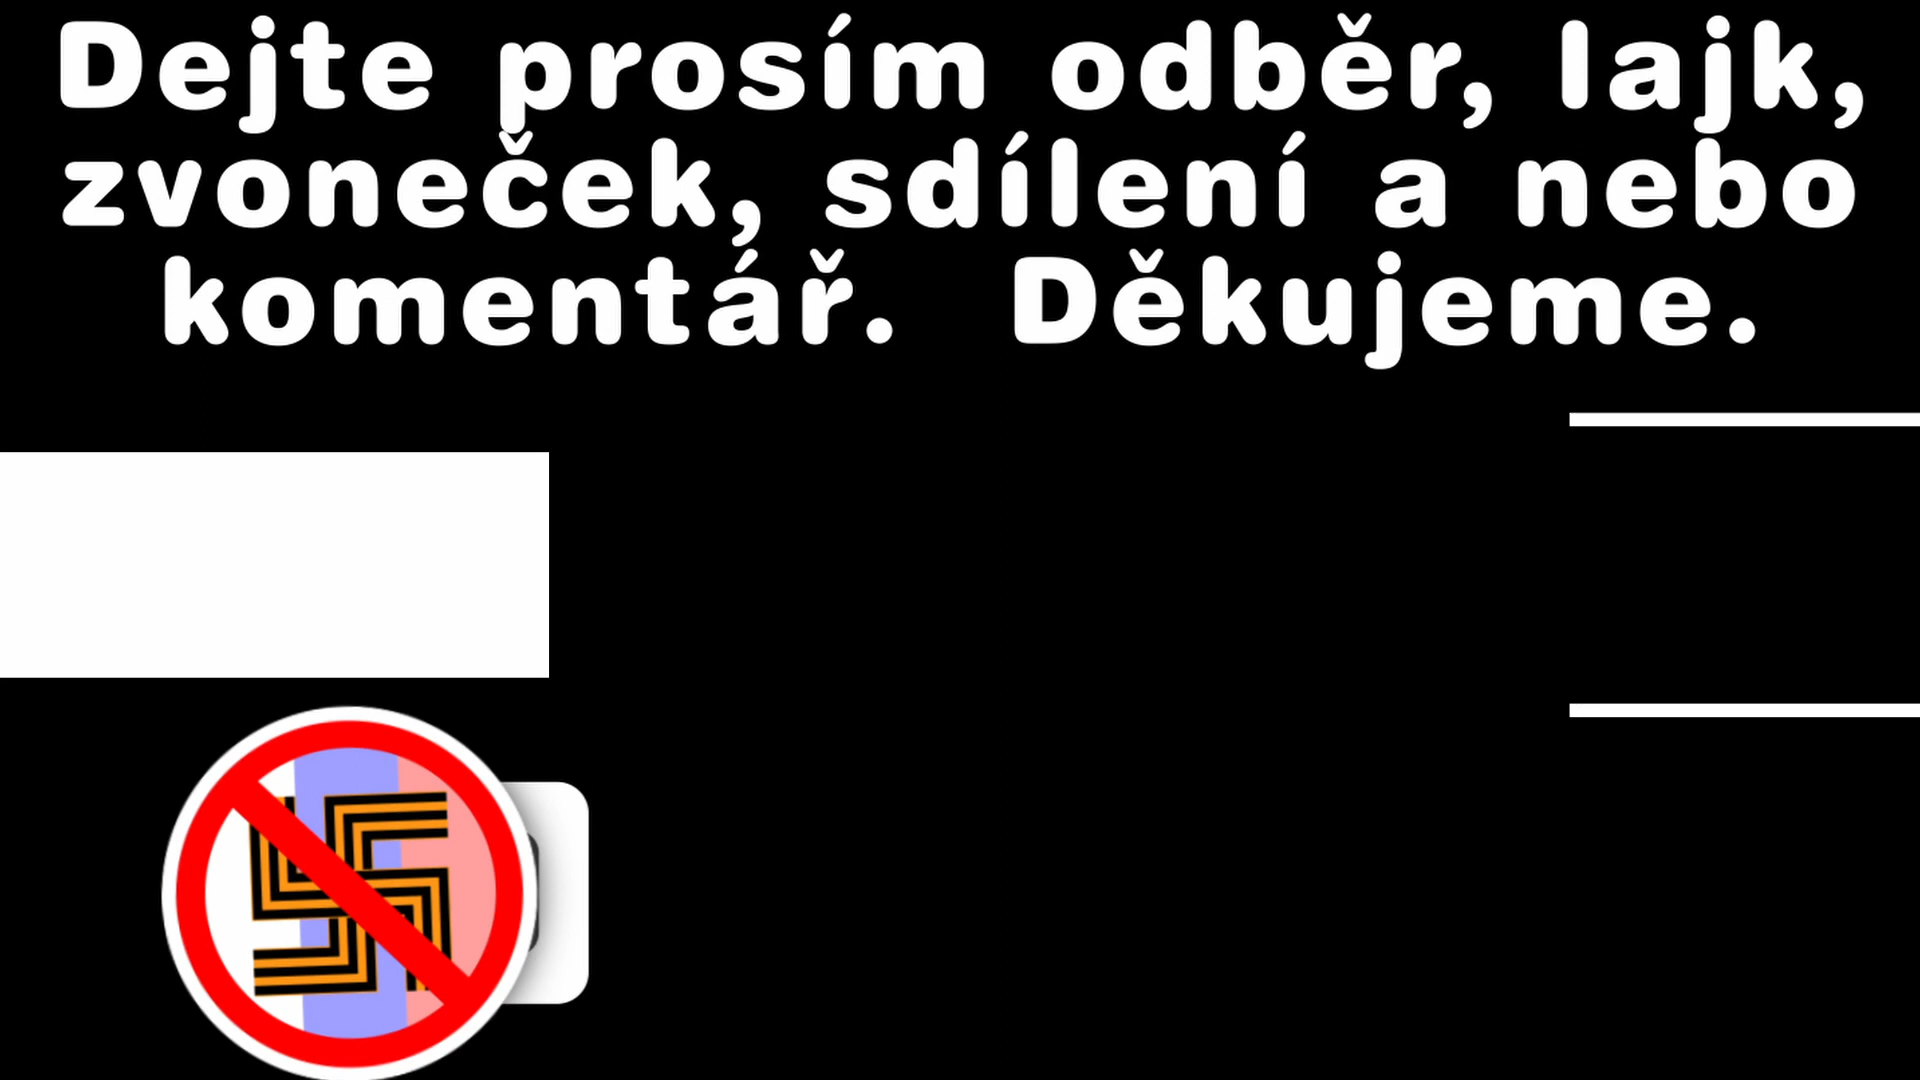 Dejte prosím odběr, lajk,
zvoneček, sdílení a nebo
komentář. Děkujeme.